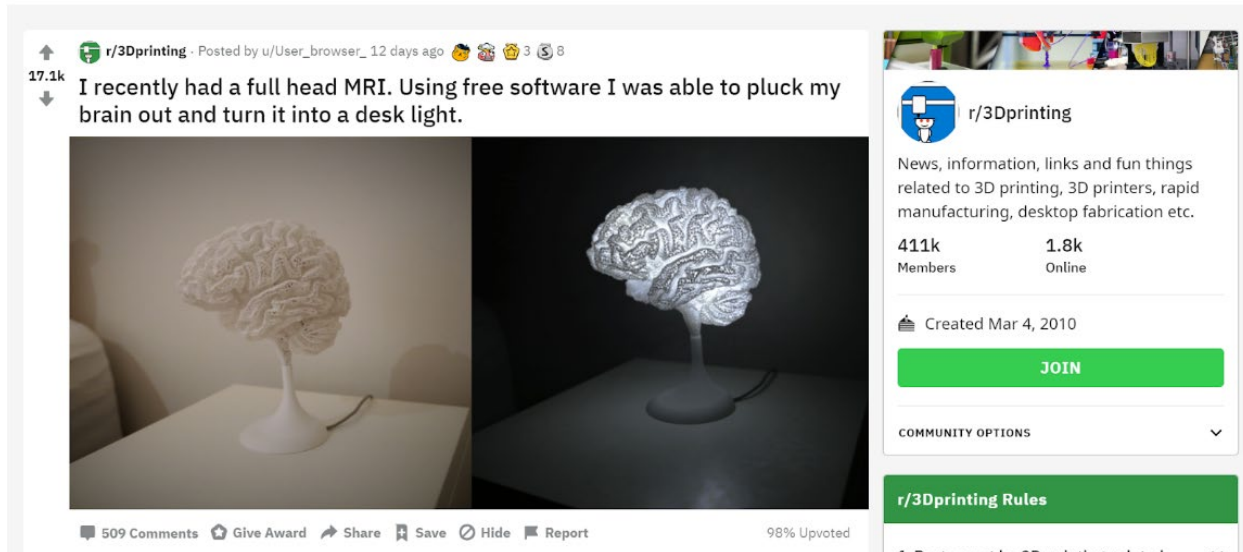 r/3Dprinting · Posted by u/User_browser_ 12 days ago 3 S 8
17.1k
I recently had a full head MRI. Using free software I was able to pluck my
brain out and turn it into a desk light.
509 Comments Give Award Share Save Hide Report 98% Upvoted
r/3Dprinting
News, information, links and fun things
related to 3D printing, 3D printers, rapid
manufacturing, desktop fabrication etc.
411k 1.8k
Members Online
Created Mar 4, 2010
JOIN
COMMUNITY OPTIONS
r/3Dprinting Rules